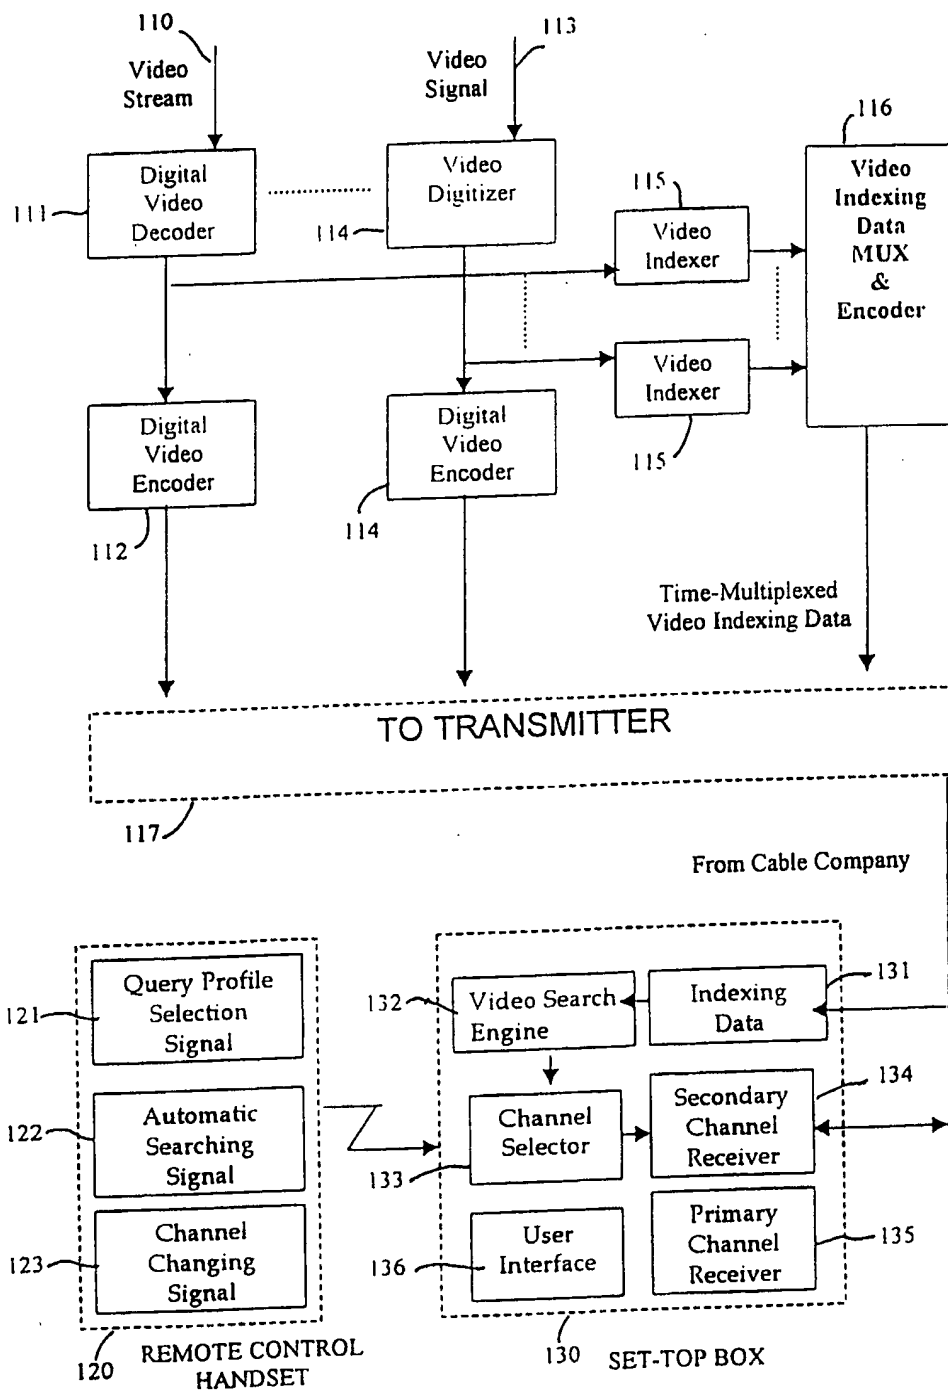 110
Video
Stream
113
Video
Signal
116
111
Digital
Video
Decoder
Video
Digitizer
114
115
Video
Indexer
Video
Indexing
Data
MUX
&
Encoder
Video
Indexer
115
Digital
Video
Encoder
112
Digital
Video
Encoder
114
Time-Multiplexed
Video Indexing Data
TO TRANSMITTER
117
From Cable Company
121
Query Profile
Selection
Signal
122
Automatic
Searching
Signal
123
Channel
Changing
Signal
120
REMOTE CONTROL
HANDSET
132
Video Search
Engine
Indexing
Data
131
Channel
Selector
133
Secondary
Channel
Receiver
134
136
User
Interface
Primary
Channel
Receiver
135
130
SET-TOP BOX